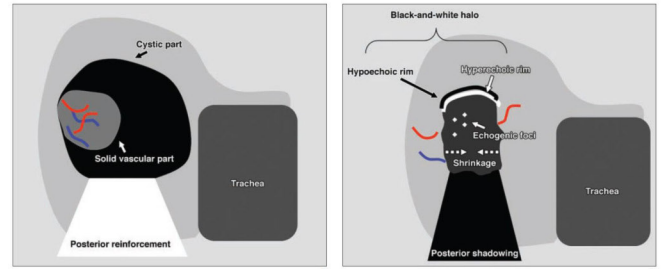 Cystic part
Solid vascular part
Trachea
Posterior reinforcement
Black-and-white halo
Hypoechoic rim
Hyperechoic rim
Echogenic foci
Shrinkage
Trachea
Posterior shadowing